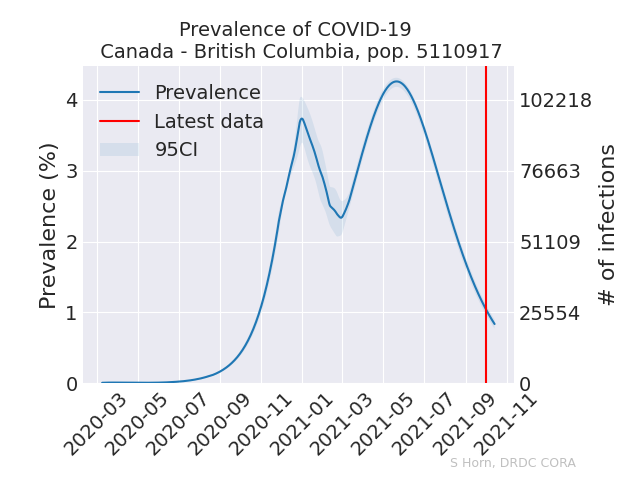 Prevalence of COVID-19
Canada - British Columbia, pop. 5110917
Prevalence
Latest data
95CI
Prevalence (%)
4
3
2
1
0
102218
76663
51109
25554
0
# of infections
2020-03
2020-05
2020-07
2020-09
2020-11
2021-01
2021-03
2021-05
2021-07
2021-09
2021-11
S Horn, DRDC CORA